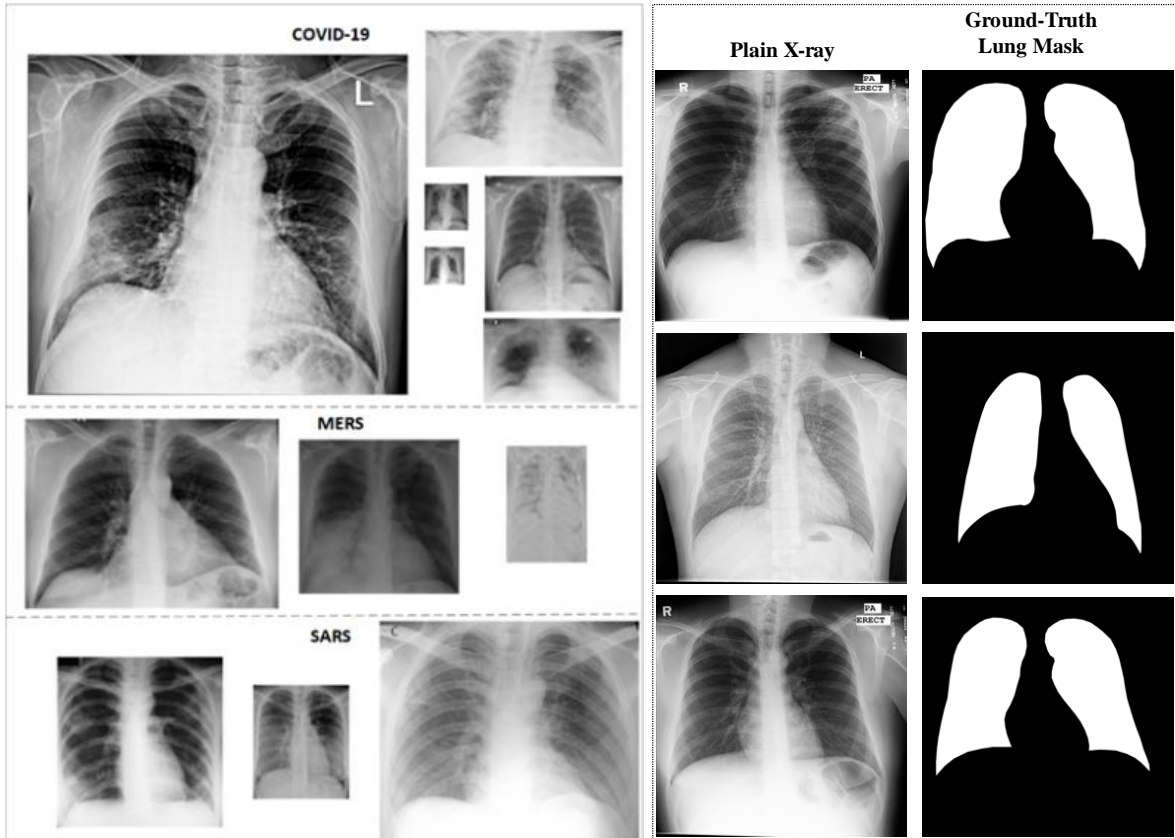 COVID-19
L
MERS
SARS
Plain X-ray
Ground-Truth
Lung Mask
R
PA
ERECT
L
R
PA
ERECT